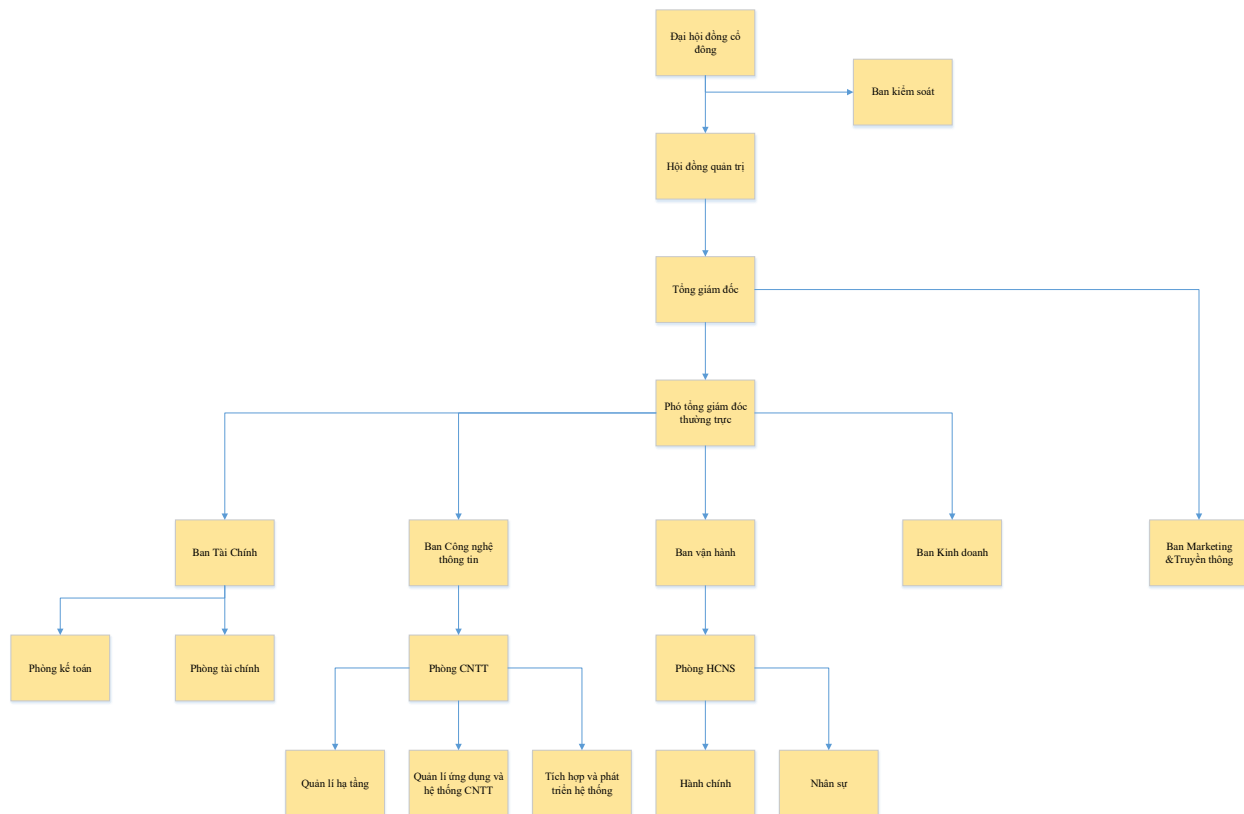 Đại hội đồng cổ
đông
Ban kiểm soát
Hội đồng quản trị
Tổng giám đốc
Phó tổng giám đóc
thường trực
Ban Tài Chính
Ban Công nghệ
thông tin
Ban vận hành
Ban Kinh doanh
Ban Marketing
&Truyền thông
Phòng kế toán
Phòng tài chính
Phòng CNTT
Phòng HCNS
Quản lí hạ tầng
Quản lí ứng dụng và
hệ thống CNTT
Tích hợp và phát
triển hệ thống
Hành chính
Nhân sự